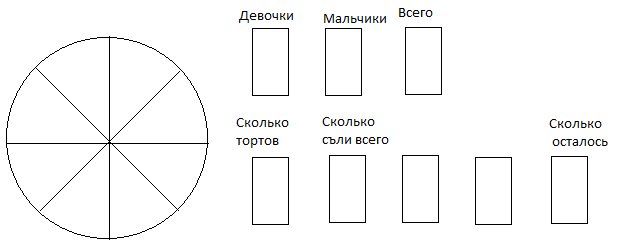 Девочки
Мальчики
Всего
Сколько
тортов
Сколько
съли всего
Сколько
осталось